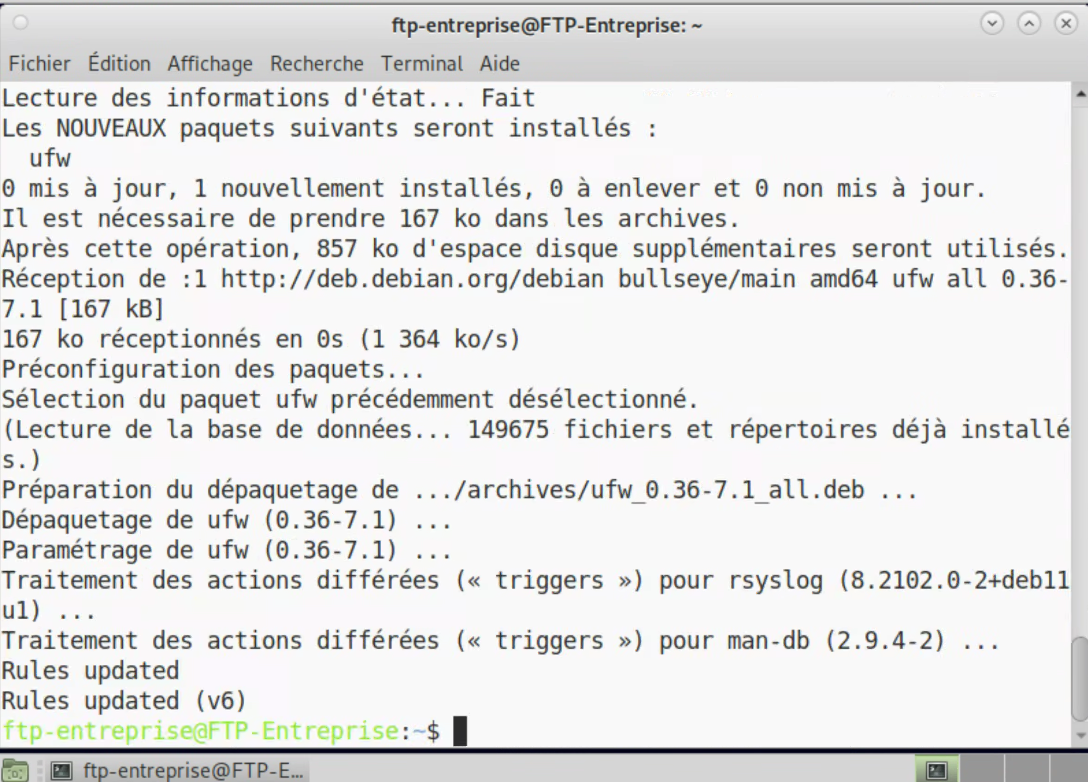 ftp-entreprise@FTP-Entreprise: ~
Fichier Édition Affichage Recherche Terminal Aide
Lecture des informations d'état... Fait
Les NOUVEAUX paquets suivants seront installés :
  ufw
0 mis à jour, 1 nouvellement installés, 0 à enlever et 0 non mis à jour.
Il est nécessaire de prendre 167 ko dans les archives.
Après cette opération, 857 ko d'espace disque supplémentaires seront utilisés.
Réception de :1 http://deb.debian.org/debian bullseye/main amd64 ufw all 0.36-
7.1 [167 kB]
167 ko réceptionnés en 0s (1 364 ko/s)
Préconfiguration des paquets...
Sélection du paquet ufw précédemment désélectionné.
(Lecture de la base de données... 149675 fichiers et répertoires déjà installé
s.)
Préparation du dépaquetage de .../archives/ufw_0.36-7.1_all.deb ...
Dépaquetage de ufw (0.36-7.1) ...
Paramétrage de ufw (0.36-7.1) ...
Traitement des actions différées (« triggers ») pour rsyslog (8.2102.0-2+deb11
u1) ...
Traitement des actions différées (« triggers ») pour man-db (2.9.4-2) ...
Rules updated
Rules updated (v6)
ftp-entreprise@FTP-Entreprise:~$
ftp-entreprise@FTP-E...